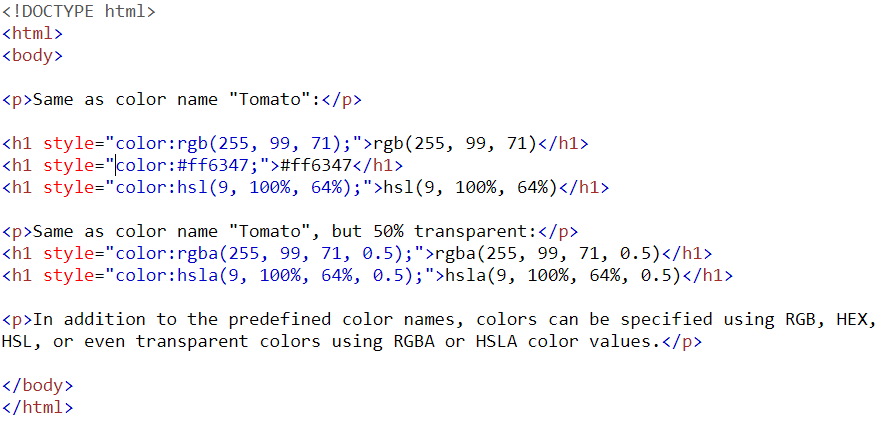 <!DOCTYPE html>
<html>
<body>
<p>Same as color name "Tomato":</p>
<h1 style="color:rgb(255, 99, 71);">rgb(255, 99, 71)</h1>
<h1 style="color:#ff6347;">#ff6347</h1>
<h1 style="color:hsl(9, 100%, 64%);">hsl(9, 100%, 64%)</h1>
<p>Same as color name "Tomato", but 50% transparent:</p>
<h1 style="color:rgba(255, 99, 71, 0.5);">rgba(255, 99, 71, 0.5)</h1>
<h1 style="color:hsla(9, 100%, 64%, 0.5);">hsla(9, 100%, 64%, 0.5)</h1>
<p>In addition to the predefined color names, colors can be specified using RGB, HEX,
HSL, or even transparent colors using RGBA or HSLA color values.</p>
</body>
</html>